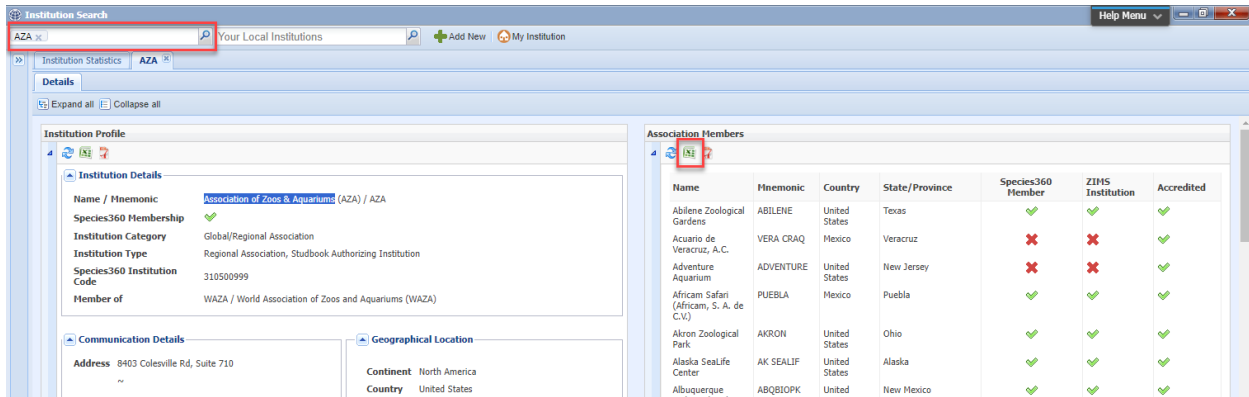 Institution Search
Help Menu
AZA
Your Local Institutions
Add New
My Institution
Institution Statistics
AZA
Details
Expand all
Collapse all
Institution Profile
Institution Details
Name / Mnemonic Association of Zoos & Aquariums (AZA) / AZA
Species360 Membership
Institution Category Global/Regional Association
Institution Type Regional Association, Studbook Authorizing Institution
Species360 Institution
Code
310500999
Member of WAZA / World Association of Zoos and Aquariums (WAZA)
Communication Details
Address 8403 Colesville Rd, Suite 710
~
Geographical Location
Continent North America
Country United States
Association Members
Name Mnemonic Country State/Province Species360 Member ZIMS Institution Accredited
Abilene Zoological ABILENE United Texas
Gardens States
Acuario de VERA CRAQ Mexico Veracruz
Veracruz, A.C.
Adventure ADVENTURE United New Jersey
Aquarium States
Africam Safari PUEBLA Mexico Puebla
(Africam, S. A. de
C.V.)
Akron Zoological AKRON United Ohio
Park States
Alaska SeaLife AK SEALIF United Alaska
Center States
Albuquerque ABQBIOPK United New Mexico